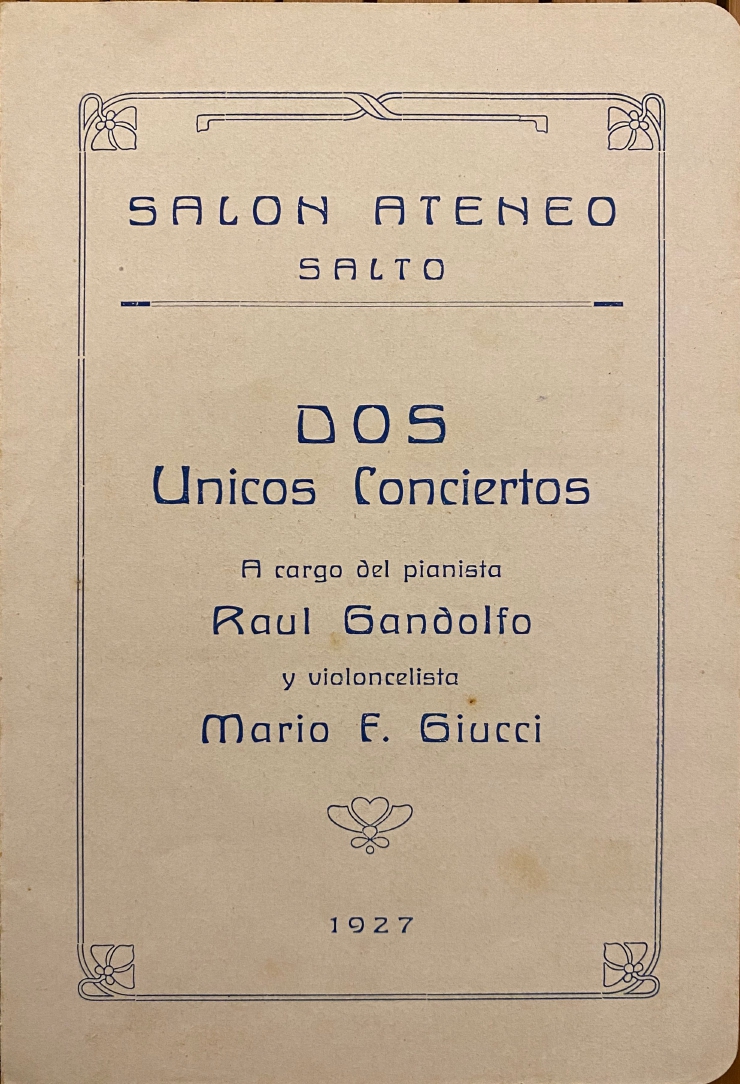 SALON ATENEO
SALTO
DOS
Unicos Conciertos
A cargo del pianista
Raul Gandolfo
y violoncelista
Mario F. Giucci
1927